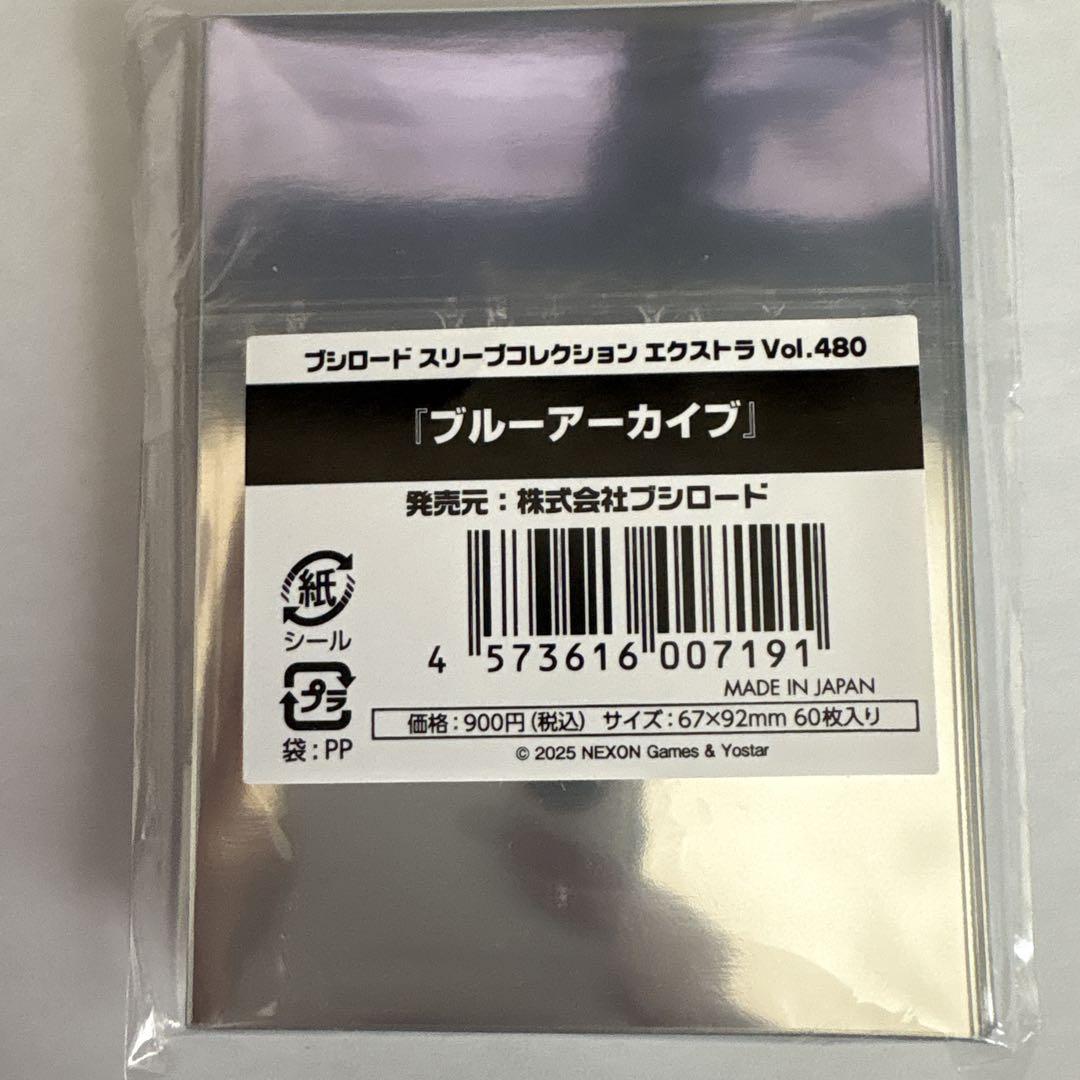 ブシロード スリーブコレクション エクストラ Vol.480
『ブルーアーカイブ』
発売元：株式会社ブシロード
紙
シール
プラ
袋：PP
4 573616 007191
MADE IN JAPAN
価格：900円(税込) サイズ：67×92mm 60枚入り
© 2025 NEXON Games & Yostar